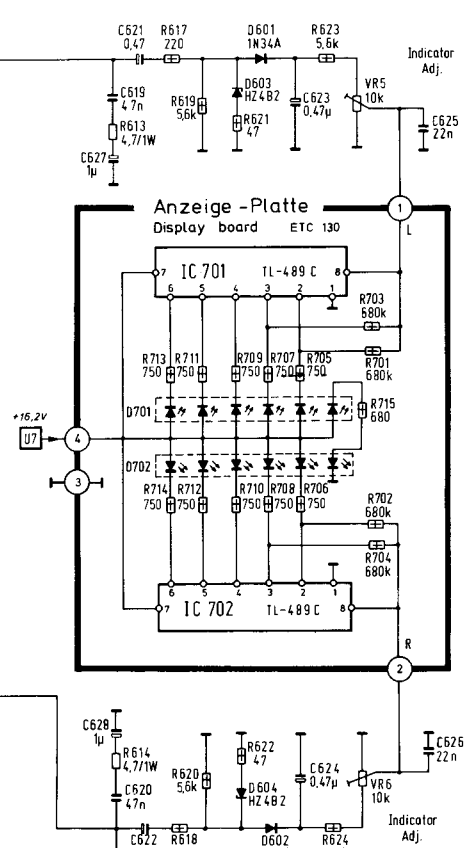 C621
0,47
R617
220
D601
1N34A
R623
5,6k
Indicator
Adj.
C619
4.7n
R619
5,6k
D603
HZ4B2
C623
0,47µ
VR5
10k
R613
4,7/1W
R621
47
C625
22n
C627
1µ
Anzeige-Platte
1
Display board ETC 130
L
7 IC 701 TL-489 C 8
6 5 4 3 2 1
R703
680k
R713
750
R711
750
R709
750
R707
750
R705
750
R701
680k
D701
R715
680
+16,2V
U7
4
D702
3
R714
750
R712
750
R710
750
R708
750
R706
750
R702
680k
R704
680k
6 5 4 3 2 1
7 IC 702 TL-489 C 8
R
2
C628
1µ
R614
4,7/1W
R622
47
C624
0,47µ
C626
22n
R620
5,6k
D604
HZ4B2
VR6
10k
C620
47n
Indicator
Adj.
C622
R618
D602
R624